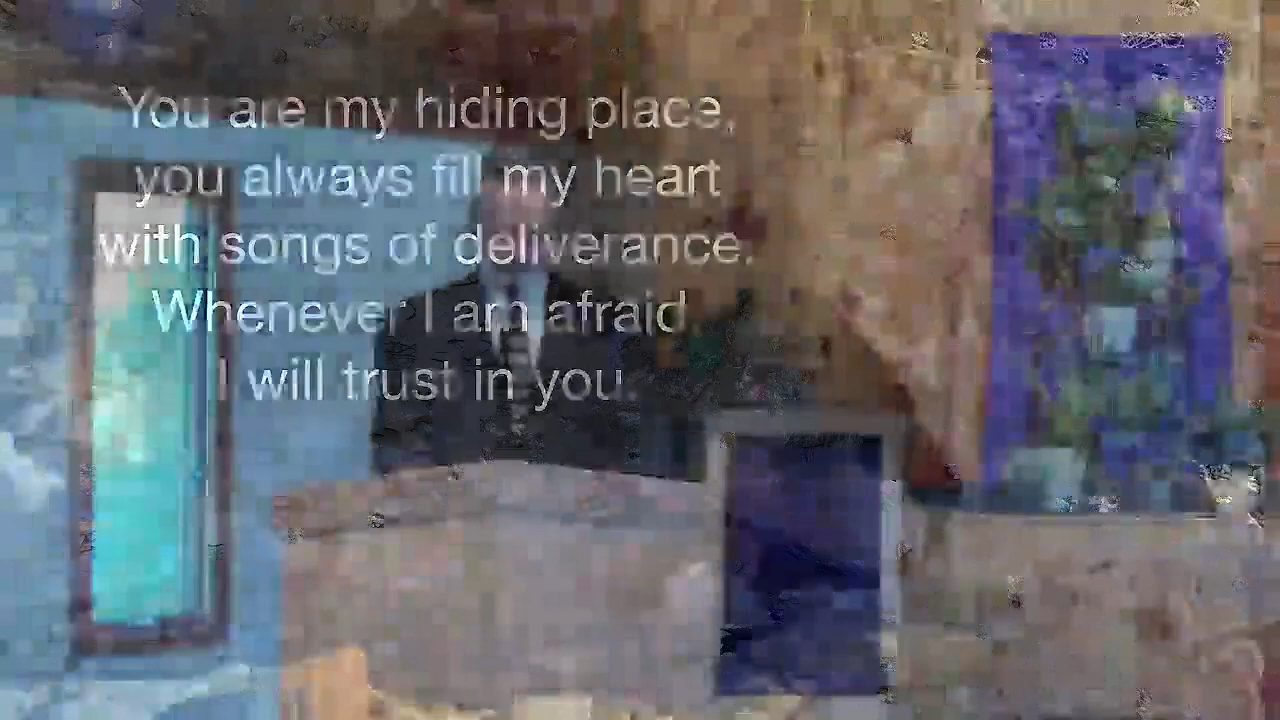 You are my hiding place,
you always fill my heart
with songs of deliverance.
Whenever I am afraid
I will trust in you.